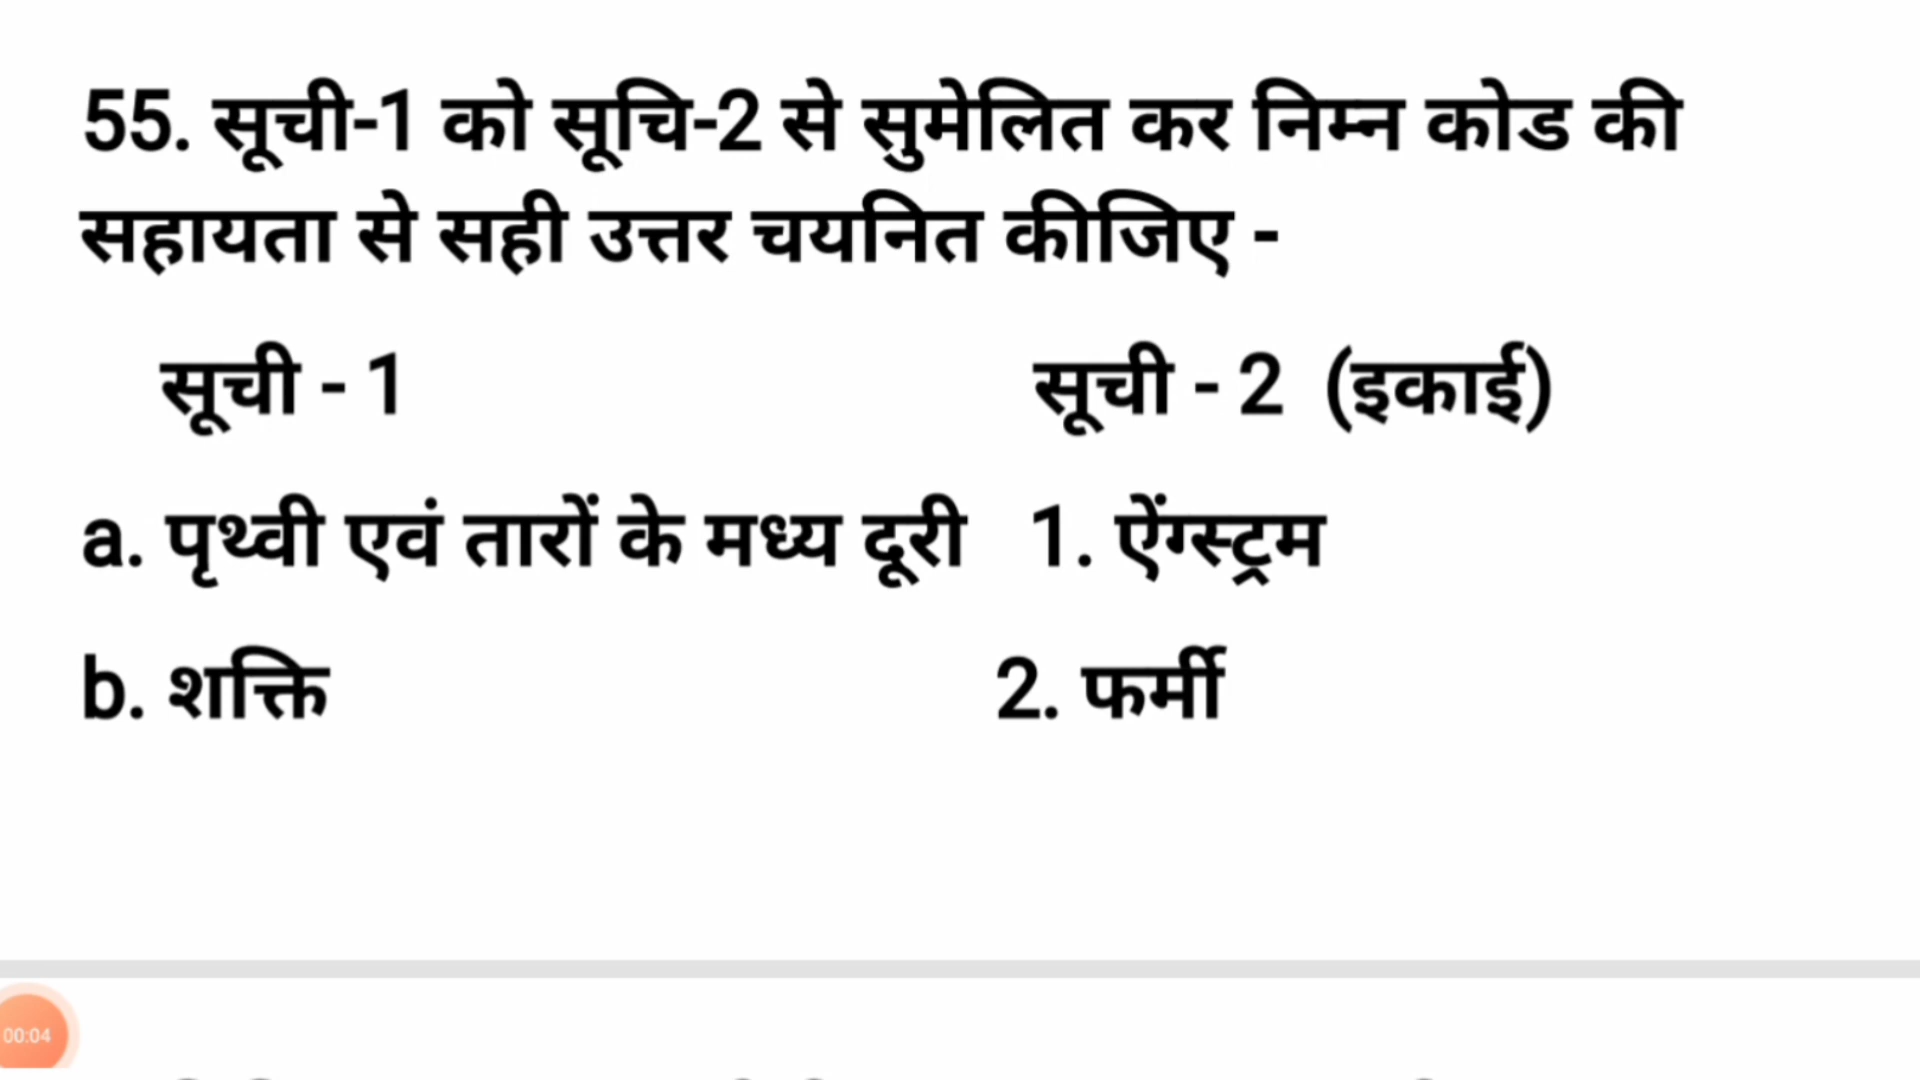 55. सूची-1 को सूचि-2 से सुमेलित कर निम्न कोड की
सहायता से सही उत्तर चयनित कीजिए -
सूची - 1 सूची - 2 (इकाई)
a. पृथ्वी एवं तारों के मध्य दूरी 1. ऐंग्स्ट्रम
b. शक्ति 2. फर्मी
00:04